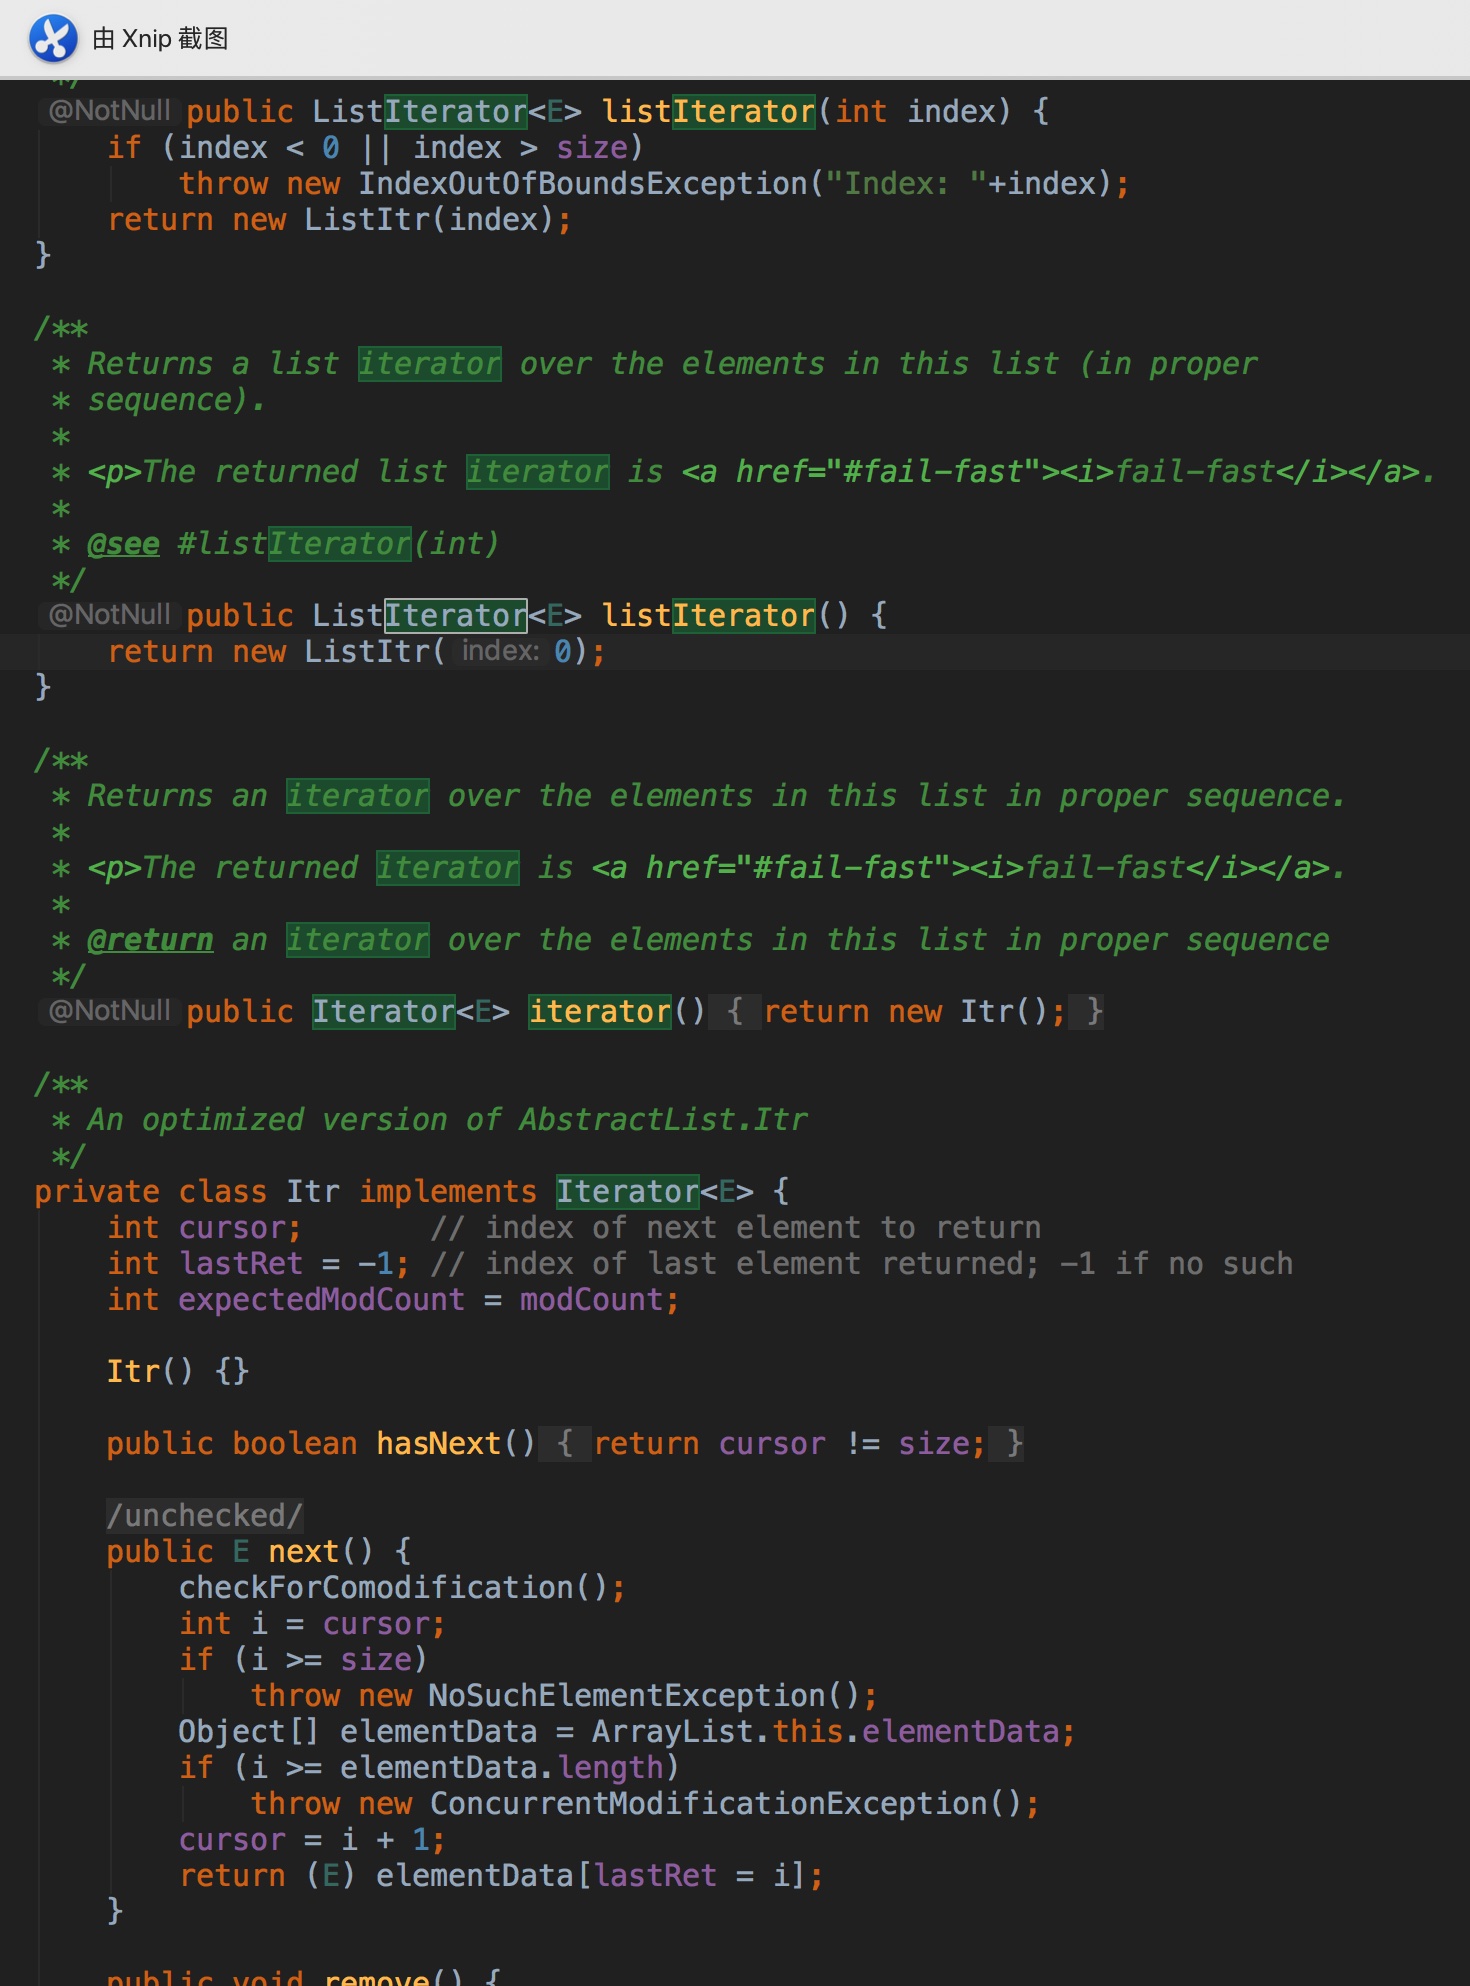 由 Xnip 截图
*/
@NotNull public ListIterator<E> listIterator(int index) {
if (index < 0 || index > size)
throw new IndexOutOfBoundsException("Index: "+index);
return new ListItr(index);
}
/**
* Returns a list iterator over the elements in this list (in proper
* sequence).
*
* <p>The returned list iterator is <a href="#fail-fast"><i>fail-fast</i></a>.
*
* @see #listIterator(int)
*/
@NotNull public ListIterator<E> listIterator() {
return new ListItr( index: 0);
}
/**
* Returns an iterator over the elements in this list in proper sequence.
*
* <p>The returned iterator is <a href="#fail-fast"><i>fail-fast</i></a>.
*
* @return an iterator over the elements in this list in proper sequence
*/
@NotNull public Iterator<E> iterator() { return new Itr(); }
/**
* An optimized version of AbstractList.Itr
*/
private class Itr implements Iterator<E> {
int cursor;       // index of next element to return
int lastRet = -1; // index of last element returned; -1 if no such
int expectedModCount = modCount;
Itr() {}
public boolean hasNext() { return cursor != size; }
/unchecked/
public E next() {
checkForComodification();
int i = cursor;
if (i >= size)
throw new NoSuchElementException();
Object[] elementData = ArrayList.this.elementData;
if (i >= elementData.length)
throw new ConcurrentModificationException();
cursor = i + 1;
return (E) elementData[lastRet = i];
}
public void remove() {